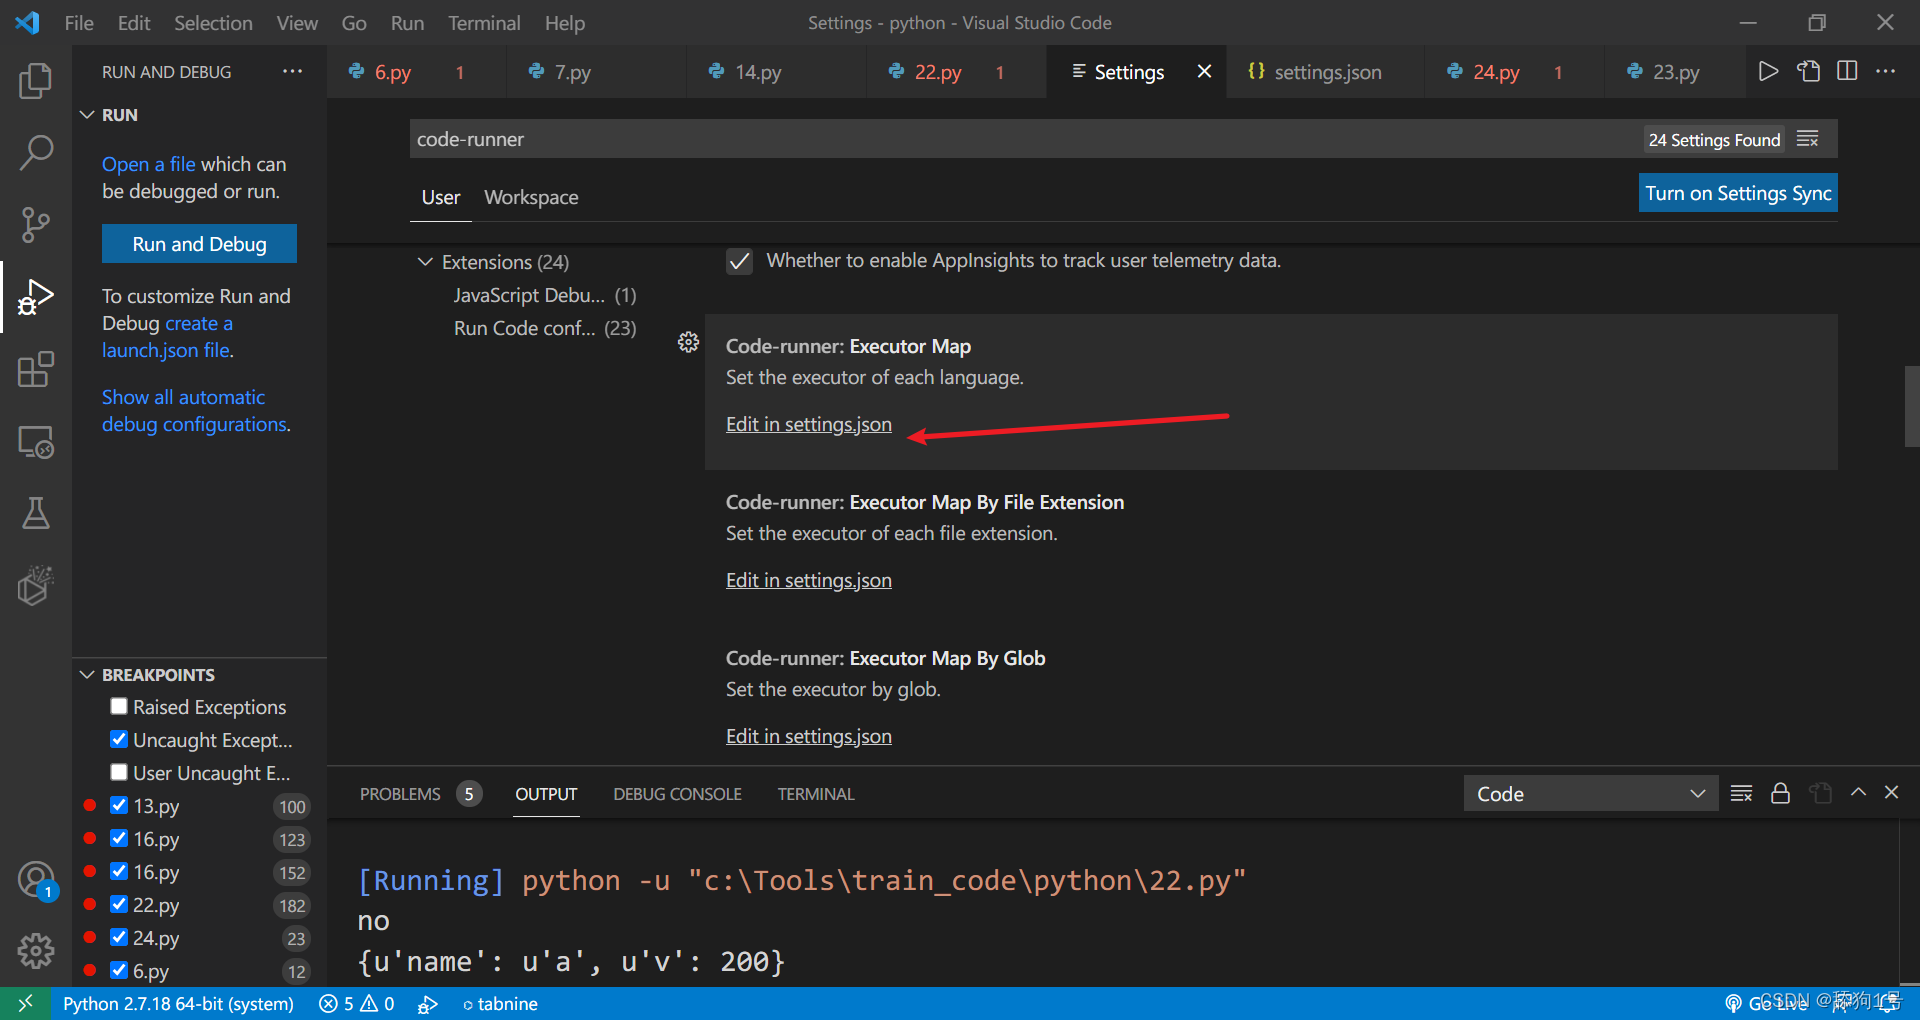 File Edit Selection View Go Run Terminal Help
Settings - python - Visual Studio Code
RUN AND DEBUG ···
6.py 1
7.py
14.py
22.py 1
Settings
{} settings.json
24.py 1
23.py
RUN
Open a file which can
be debugged or run.
Run and Debug
To customize Run and
Debug create a
launch.json file.
Show all automatic
debug configurations.
BREAKPOINTS
Raised Exceptions
Uncaught Except...
User Uncaught E...
13.py 100
16.py 123
16.py 152
22.py 182
24.py 23
6.py 12
code-runner
24 Settings Found
User Workspace
Turn on Settings Sync
Extensions (24)
JavaScript Debu... (1)
Run Code conf... (23)
Whether to enable AppInsights to track user telemetry data.
Code-runner: Executor Map
Set the executor of each language.
Edit in settings.json
Code-runner: Executor Map By File Extension
Set the executor of each file extension.
Edit in settings.json
Code-runner: Executor Map By Glob
Set the executor by glob.
Edit in settings.json
PROBLEMS 5 OUTPUT DEBUG CONSOLE TERMINAL
Code
[Running] python -u "c:\Tools\train_code\python\22.py"
no
{u'name': u'a', u'v': 200}
1
Python 2.7.18 64-bit (system) 5 0 tabnine
Go Live
CSDN @舔狗1号